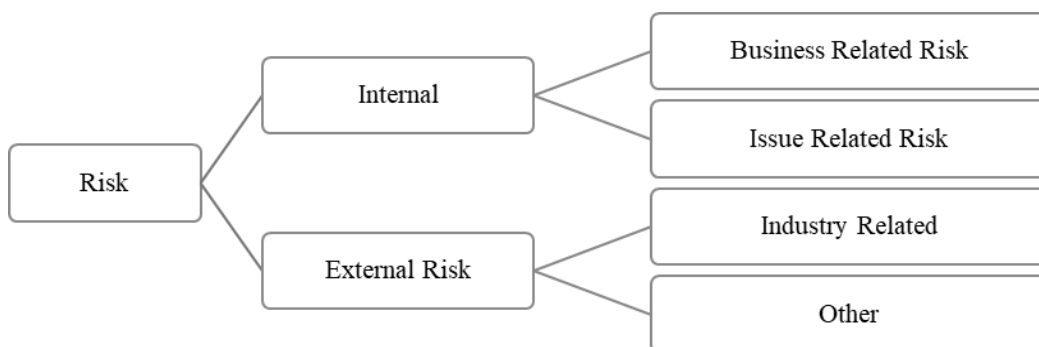 Risk
Internal
Business Related Risk
Issue Related Risk
External Risk
Industry Related
Other